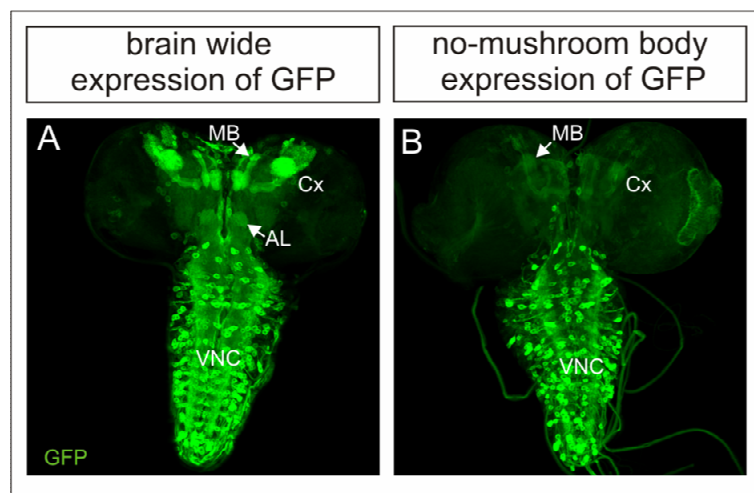 brain wide
expression of GFP
no-mushroom body
expression of GFP
A
MB
Cx
AL
VNC
GFP
B
MB
Cx
VNC